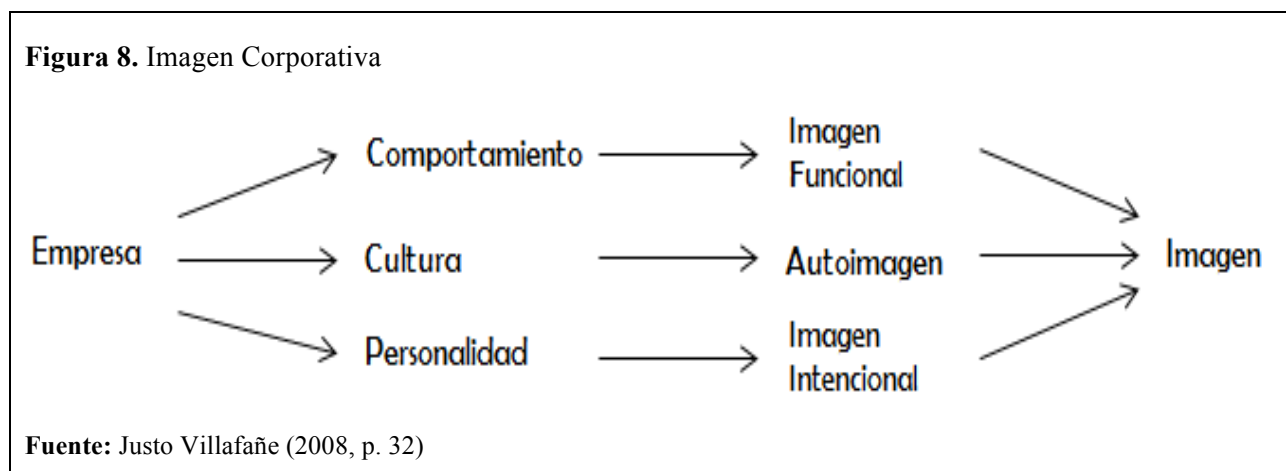 Figura 8. Imagen Corporativa
Comportamiento
Imagen
Funcional
Empresa
Cultura
Autoimagen
Imagen
Personalidad
Imagen
Intencional
Fuente: Justo Villafañe (2008, p. 32)